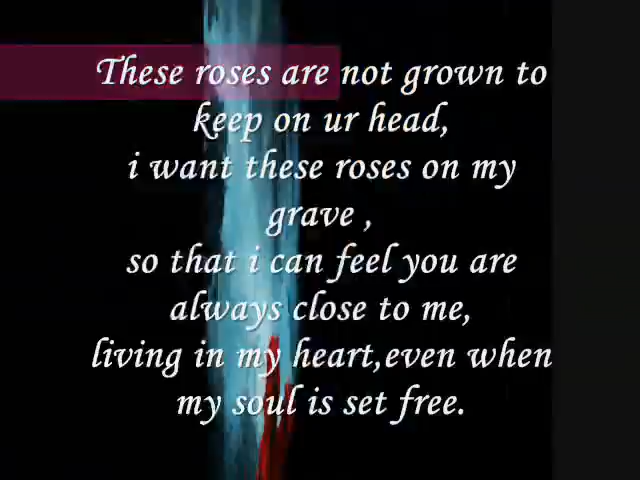 These roses are not grown to
keep on ur head,
i want these roses on my
grave ,
so that i can feel you are
always close to me,
living in my heart,even when
my soul is set free.